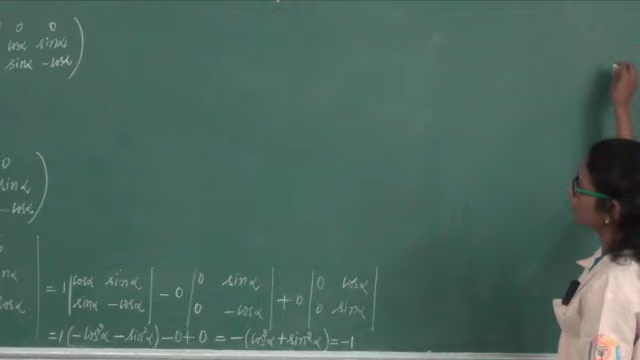 0 0
cosα sinα
sinα -cosα
0
sinα
-cosα
= 1 | cosα sinα | - 0 | 0 sinα | + 0 | 0 cosα |
| sinα -cosα | | 0 -cosα | | 0 sinα |
= 1(-cos²α - sin²α) - 0 + 0 = -(cos²α + sin²α) = -1